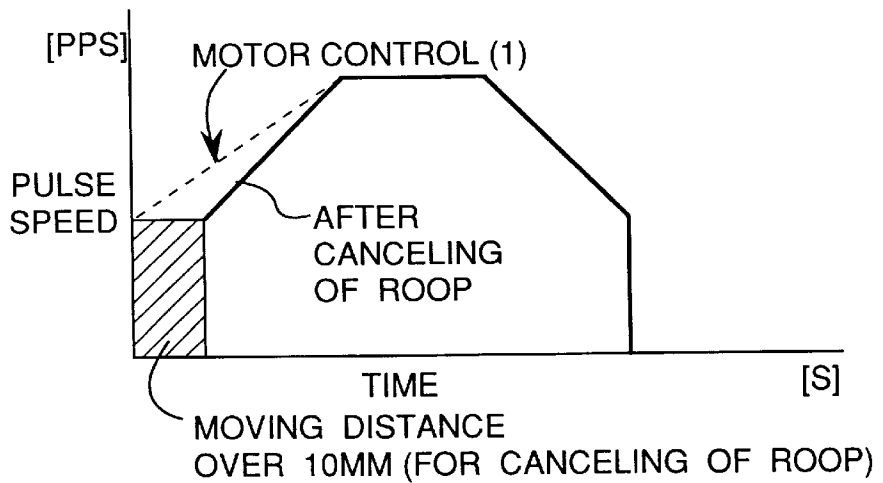 [PPS]
MOTOR CONTROL (1)
PULSE
SPEED
AFTER
CANCELING
OF ROOP
TIME
[S]
MOVING DISTANCE
OVER 10MM (FOR CANCELING OF ROOP)